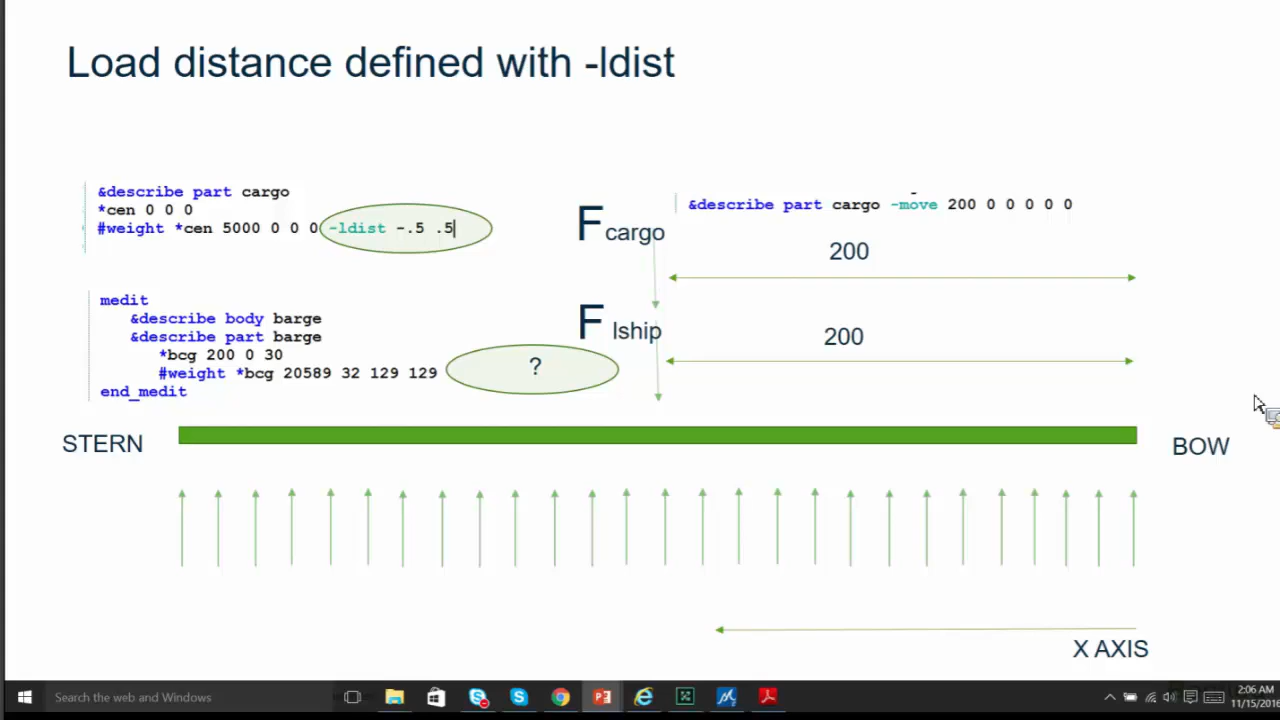 Load distance defined with -ldist
&describe part cargo
*cen 0 0 0
#weight *cen 5000 0 0 0 -ldist -.5 .5
F cargo
&describe part cargo -move 200 0 0 0 0 0
200
medit
&describe body barge
&describe part barge
*bcg 200 0 30
#weight *bcg 20589 32 129 129
end_medit
?
F lship
200
STERN
BOW
X AXIS
Search the web and Windows
2:06 AM